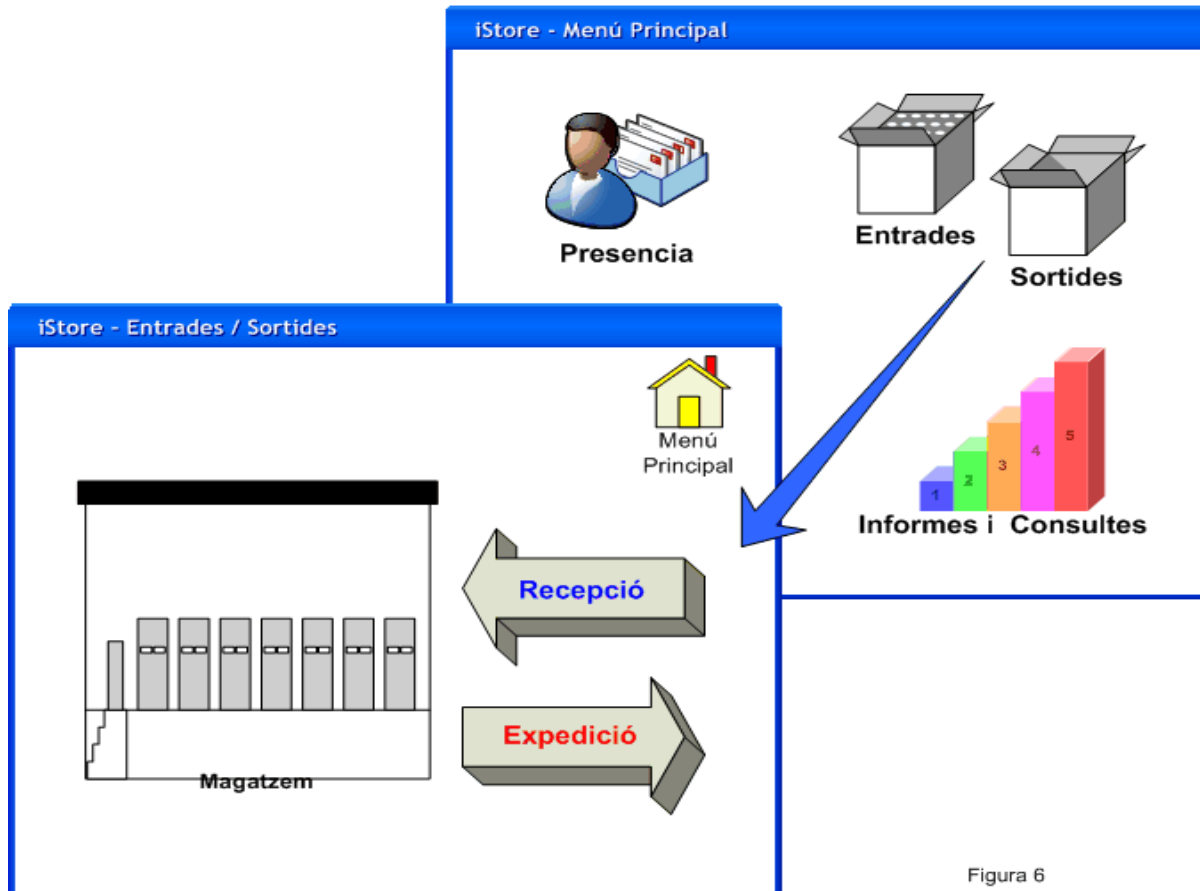 iStore - Menú Principal
Presencia
Entrades
Sortides
1
2
3
4
5
Informes i Consultes
iStore - Entrades / Sortides
Menú
Principal
Recepció
Expedició
Magatzem
Figura 6